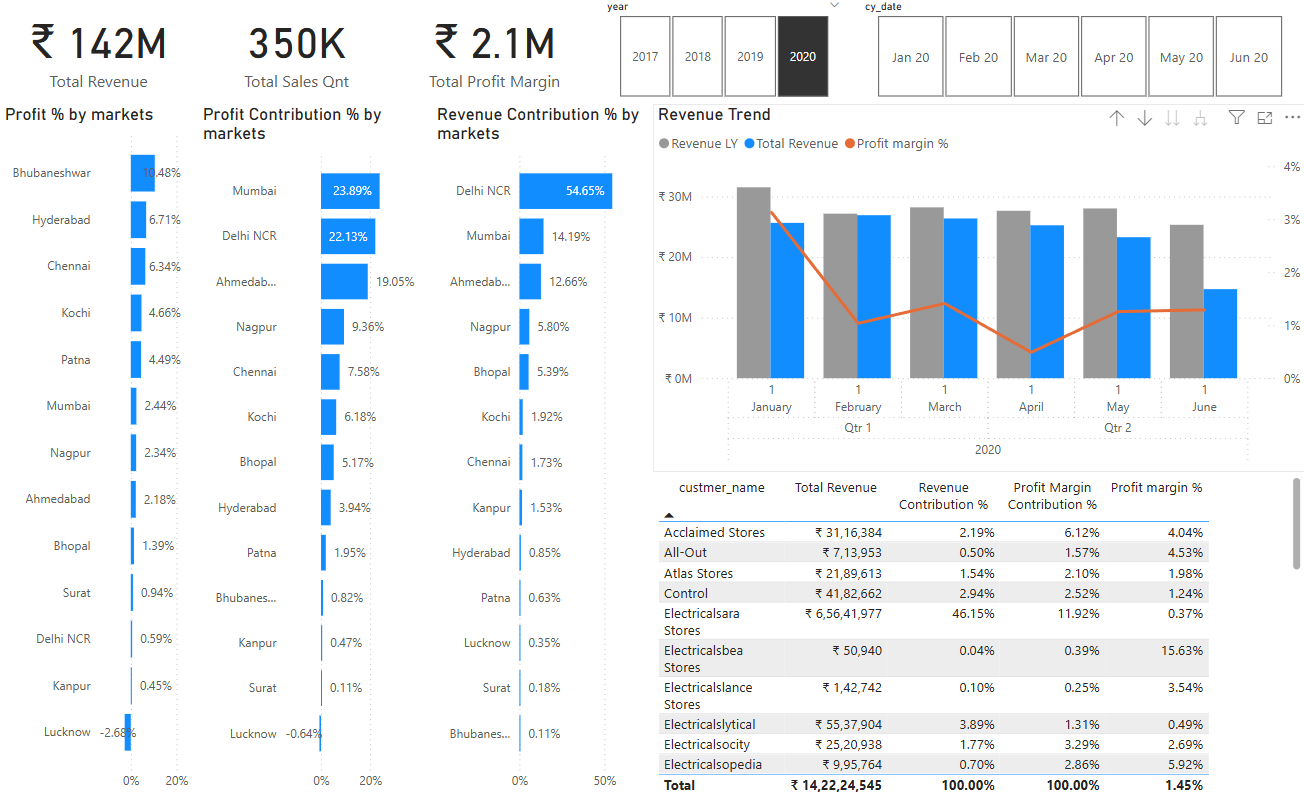 year
cy_date
₹ 142M
Total Revenue
350K
Total Sales Qnt
₹ 2.1M
Total Profit Margin
2017
2018
2019
2020
Jan 20
Feb 20
Mar 20
Apr 20
May 20
Jun 20
Profit % by markets
Bhubaneshwar 10.48%
Hyderabad 6.71%
Chennai 6.34%
Kochi 4.66%
Patna 4.49%
Mumbai 2.44%
Nagpur 2.34%
Ahmedabad 2.18%
Bhopal 1.39%
Surat 0.94%
Delhi NCR 0.59%
Kanpur 0.45%
Lucknow -2.68%
0% 20%
Profit Contribution % by
markets
Mumbai 23.89%
Delhi NCR 22.13%
Ahmedab... 19.05%
Nagpur 9.36%
Chennai 7.58%
Kochi 6.18%
Bhopal 5.17%
Hyderabad 3.94%
Patna 1.95%
Bhubanes... 0.82%
Kanpur 0.47%
Surat 0.11%
Lucknow -0.64%
0% 20%
Revenue Contribution % by
markets
Delhi NCR 54.65%
Mumbai 14.19%
Ahmedab... 12.66%
Nagpur 5.80%
Bhopal 5.39%
Kochi 1.92%
Chennai 1.73%
Kanpur 1.53%
Hyderabad 0.85%
Patna 0.63%
Lucknow 0.35%
Surat 0.18%
Bhubanes... 0.11%
0% 50%
Revenue Trend
Revenue LY Total Revenue Profit margin %
₹ 30M
₹ 20M
₹ 10M
₹ 0M
4%
3%
2%
1%
0%
1 1 1 1 1 1
January February March April May June
Qtr 1 Qtr 2
2020
custmer_name Total Revenue Revenue Profit Margin Profit margin %
Contribution % Contribution %
Acclaimed Stores ₹ 31,16,384 2.19% 6.12% 4.04%
All-Out ₹ 7,13,953 0.50% 1.57% 4.53%
Atlas Stores ₹ 21,89,613 1.54% 2.10% 1.98%
Control ₹ 41,82,662 2.94% 2.52% 1.24%
Electricalsara ₹ 6,56,41,977 46.15% 11.92% 0.37%
Stores
Electricalsbea ₹ 50,940 0.04% 0.39% 15.63%
Stores
Electricalslance ₹ 1,42,742 0.10% 0.25% 3.54%
Stores
Electricalslytical ₹ 55,37,904 3.89% 1.31% 0.49%
Electricalsocity ₹ 25,20,938 1.77% 3.29% 2.69%
Electricalsopedia ₹ 9,95,764 0.70% 2.86% 5.92%
Total ₹ 14,22,24,545 100.00% 100.00% 1.45%